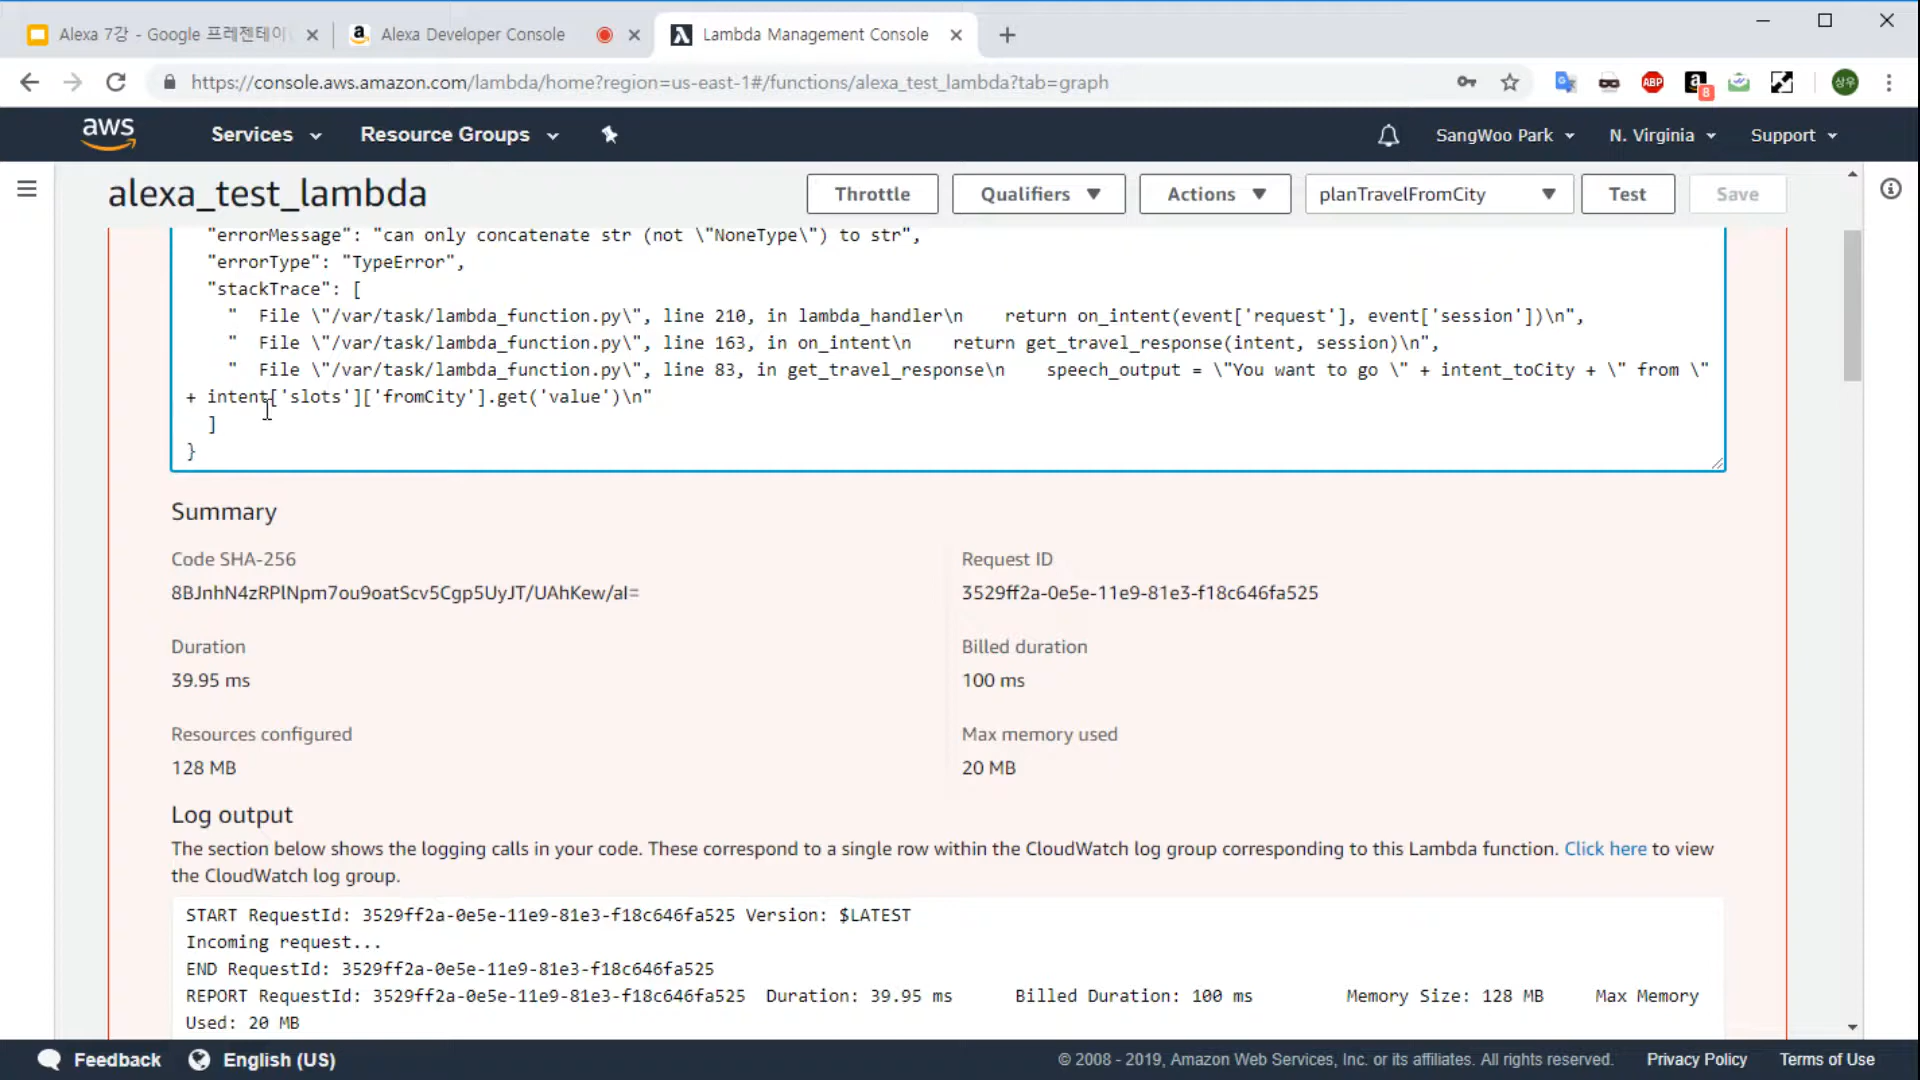 Alexa 7강 - Google 프레젠테이
Alexa Developer Console
Lambda Management Console
https://console.aws.amazon.com/lambda/home?region=us-east-1#/functions/alexa_test_lambda?tab=graph
ABP
8
상우
aws
Services
Resource Groups
SangWoo Park
N. Virginia
Support
alexa_test_lambda
Throttle
Qualifiers
Actions
planTravelFromCity
Test
Save
"errorMessage": "can only concatenate str (not \"NoneType\") to str",
"errorType": "TypeError",
"stackTrace": [
"  File \"/var/task/lambda_function.py\", line 210, in lambda_handler\n    return on_intent(event['request'], event['session'])\n",
"  File \"/var/task/lambda_function.py\", line 163, in on_intent\n    return get_travel_response(intent, session)\n",
"  File \"/var/task/lambda_function.py\", line 83, in get_travel_response\n    speech_output = \"You want to go \" + intent_toCity + \" from \"
+ intent['slots']['fromCity'].get('value')\n"
]
}
Summary
Code SHA-256
Request ID
8BJnhN4zRPlNpm7ou9oatScv5Cgp5UyJT/UAhKew/aI=
3529ff2a-0e5e-11e9-81e3-f18c646fa525
Duration
Billed duration
39.95 ms
100 ms
Resources configured
Max memory used
128 MB
20 MB
Log output
The section below shows the logging calls in your code. These correspond to a single row within the CloudWatch log group corresponding to this Lambda function. Click here to view
the CloudWatch log group.
START RequestId: 3529ff2a-0e5e-11e9-81e3-f18c646fa525 Version: $LATEST
Incoming request...
END RequestId: 3529ff2a-0e5e-11e9-81e3-f18c646fa525
REPORT RequestId: 3529ff2a-0e5e-11e9-81e3-f18c646fa525  Duration: 39.95 ms      Billed Duration: 100 ms         Memory Size: 128 MB     Max Memory
Used: 20 MB
Feedback
English (US)
© 2008 - 2019, Amazon Web Services, Inc. or its affiliates. All rights reserved.
Privacy Policy
Terms of Use